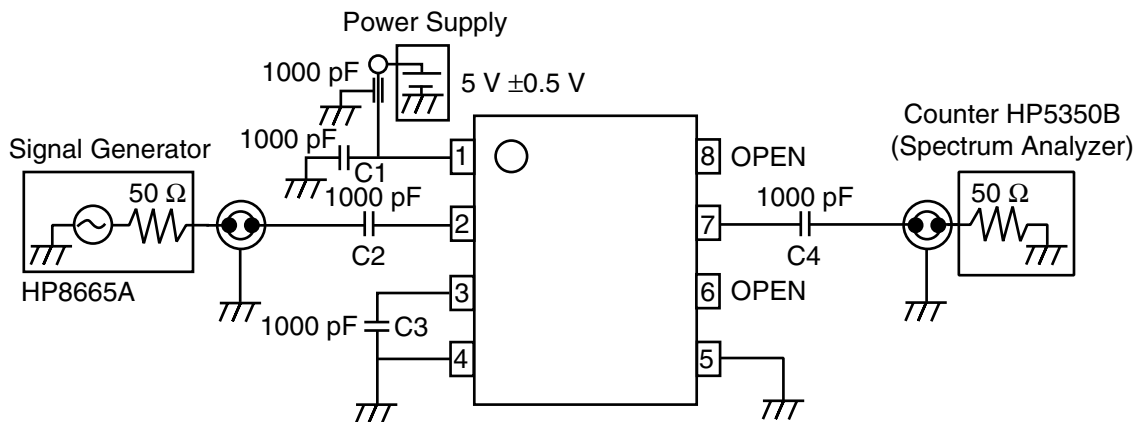 Power Supply
1000 pF
5 V ±0.5 V
1000 pF
C1
Signal Generator
50 Ω
HP8665A
1000 pF
C2
1000 pF
C3
1
2
3
4
8 OPEN
7
6 OPEN
5
1000 pF
C4
Counter HP5350B
(Spectrum Analyzer)
50 Ω